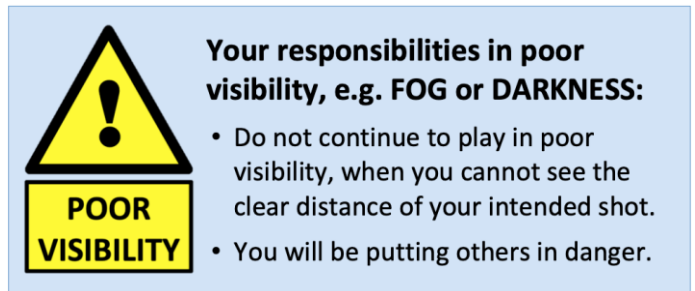 POOR
VISIBILITY
Your responsibilities in poor
visibility, e.g. FOG or DARKNESS:
• Do not continue to play in poor
visibility, when you cannot see the
clear distance of your intended shot.
• You will be putting others in danger.